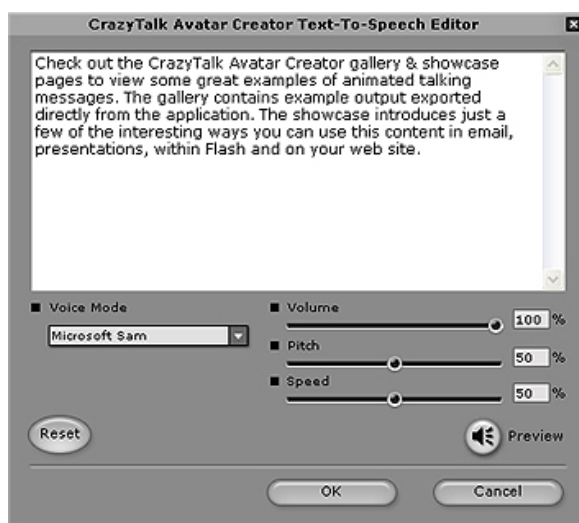 CrazyTalk Avatar Creator Text-To-Speech Editor
Check out the CrazyTalk Avatar Creator gallery & showcase
pages to view some great examples of animated talking
messages. The gallery contains example output exported
directly from the application. The showcase introduces just a
few of the interesting ways you can use this content in email,
presentations, within Flash and on your web site.
Voice Mode
Microsoft Sam
Volume
100 %
Pitch
50 %
Speed
50 %
Reset
Preview
OK
Cancel